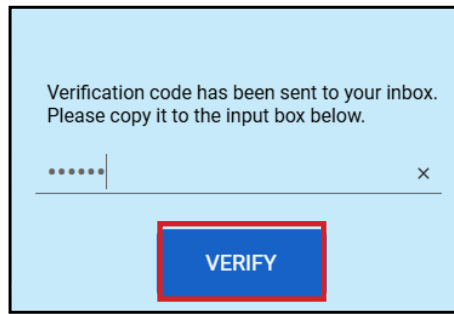 Verification code has been sent to your inbox.
Please copy it to the input box below.
••••••
×
VERIFY